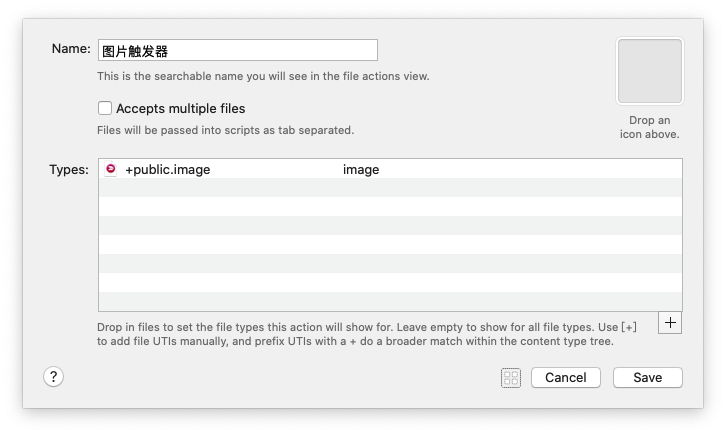 Name: 图片触发器
This is the searchable name you will see in the file actions view.
Accepts multiple files
Files will be passed into scripts as tab separated.
Drop an
icon above.
Types: +public.image image
Drop in files to set the file types this action will show for. Leave empty to show for all file types. Use [+]
to add file UTIs manually, and prefix UTIs with a + do a broader match within the content type tree.
+
? Cancel Save